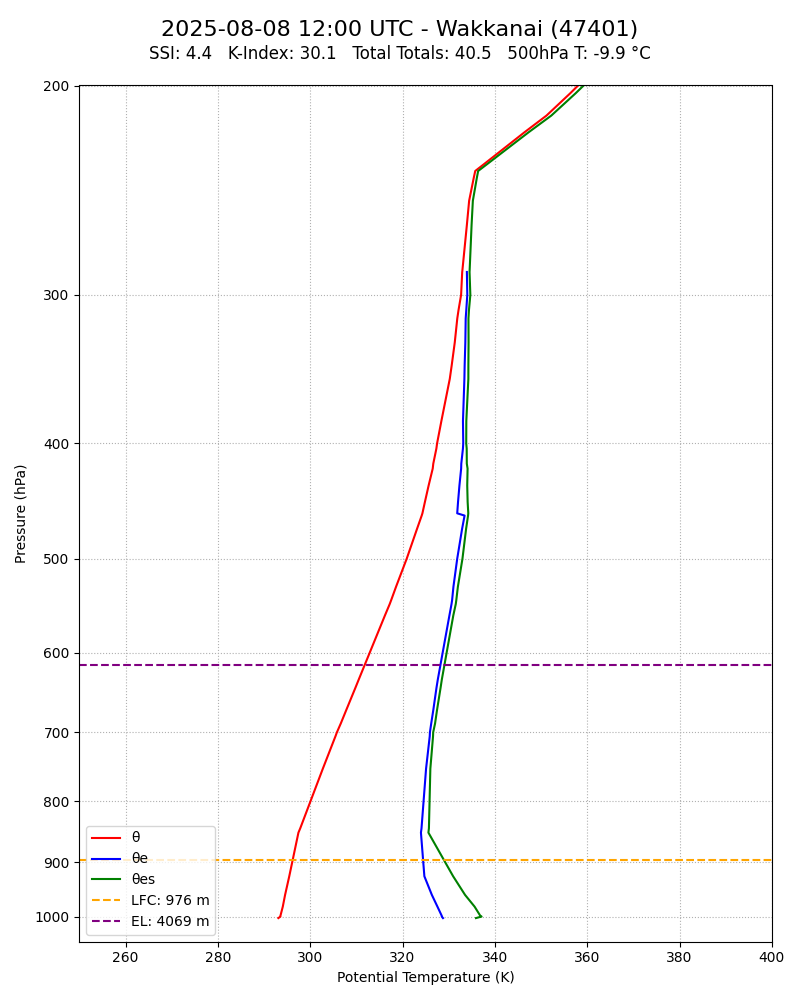 2025-08-08 12:00 UTC - Wakkanai (47401)
SSI: 4.4   K-Index: 30.1   Total Totals: 40.5   500hPa T: -9.9 °C
200
300
400
500
600
700
800
900
1000
Pressure (hPa)
θ
θe
θes
LFC: 976 m
EL: 4069 m
260 280 300 320 340 360 380 400
Potential Temperature (K)